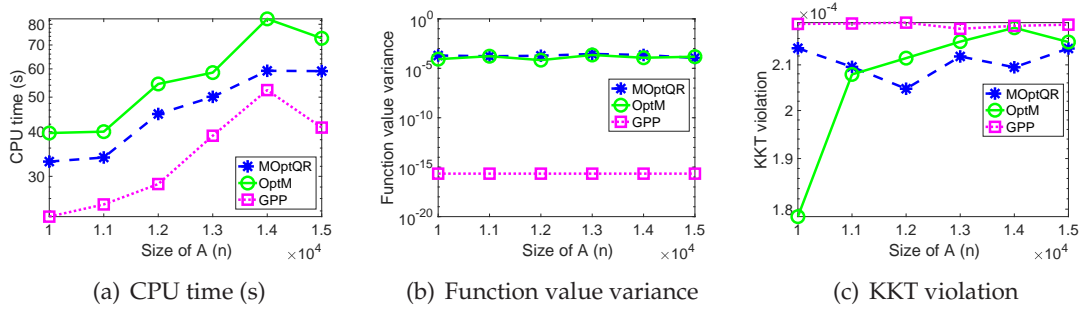 80
70
60
50
40
30
CPU time (s)
MOptQR
OptM
GPP
1 1.1 1.2 1.3 1.4 1.5
Size of A (n)
×10^4
(a) CPU time (s)
10^0
10^-5
10^-10
10^-15
10^-20
Function value variance
MOptQR
OptM
GPP
1 1.1 1.2 1.3 1.4 1.5
Size of A (n)
×10^4
(b) Function value variance
×10^-4
2.1
2
1.9
1.8
KKT violation
MOptQR
OptM
GPP
1 1.1 1.2 1.3 1.4 1.5
Size of A (n)
×10^4
(c) KKT violation